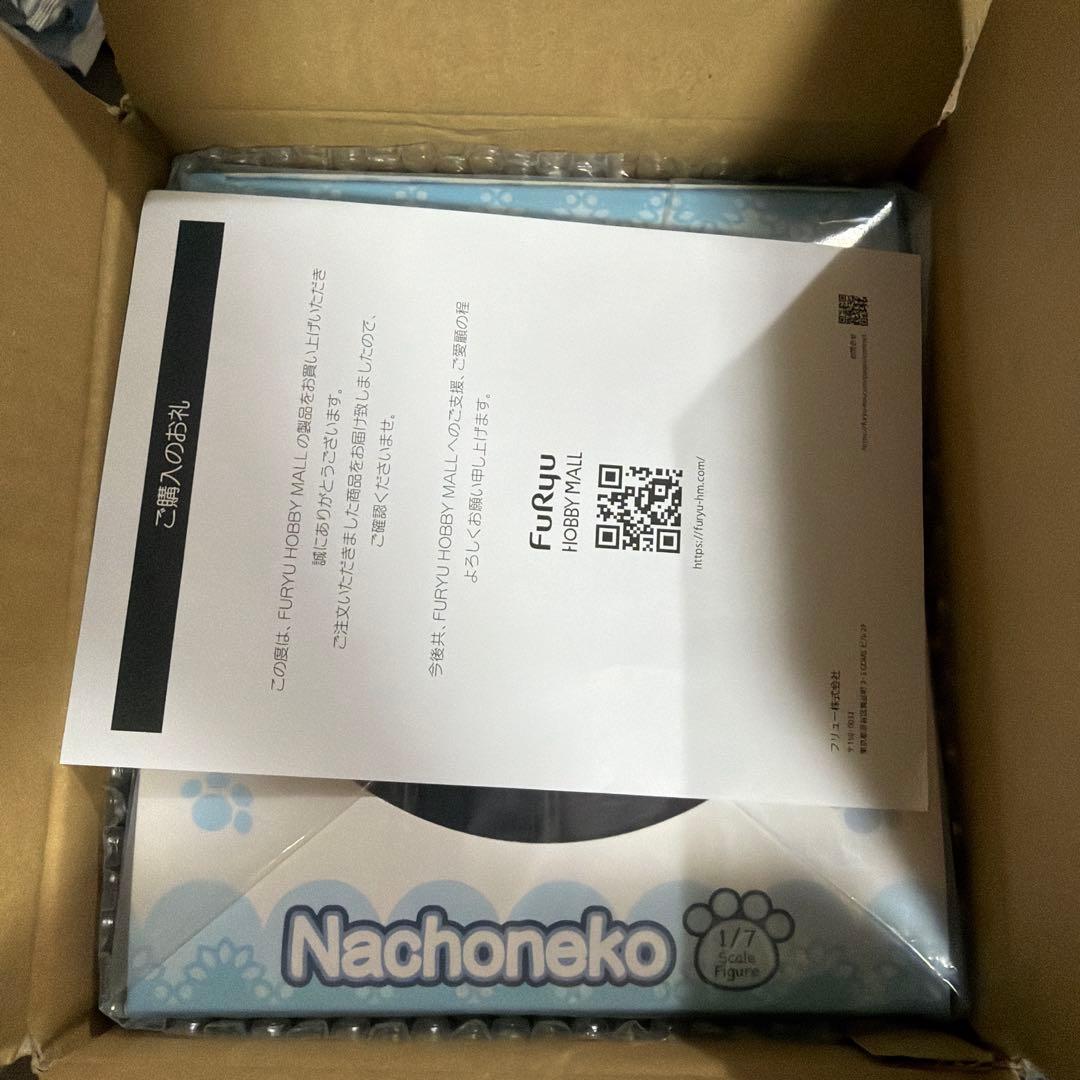 ご購入のお礼
この度は、FURYU HOBBY MALL の製品をお買い上げいただき
誠にありがとうございます。
ご注文いただきました商品をお届け致しましたので、
ご確認くださいませ。
今後共、FURYU HOBBY MALL へのご支援、ご愛顧の程
よろしくお願い申し上げます。
FuRyu
HOBBY MALL
https://furyu-hm.com/
フリュー株式会社
Nachoneko
1/7
Scale
Figure